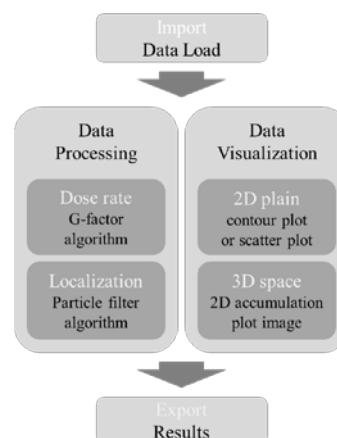 Import
Data Load
Data
Processing
Dose rate
G-factor
algorithm
Localization
Particle filter
algorithm
Data
Visualization
2D plain
contour plot
or scatter plot
3D space
2D accumulation
plot image
Export
Results